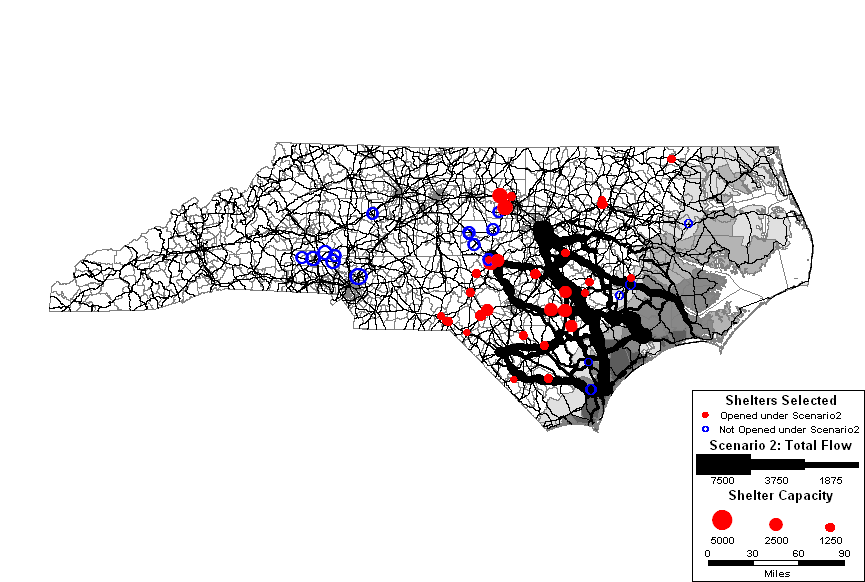 Shelters Selected
Opened under Scenario2
Not Opened under Scenario2
Scenario 2: Total Flow
7500 3750 1875
Shelter Capacity
5000 2500 1250
0 30 60 90
Miles